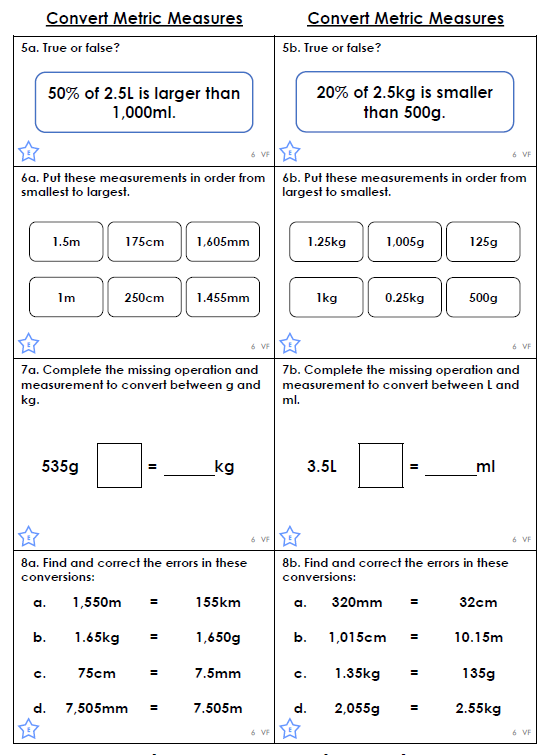 Convert Metric Measures
5a. True or false?
50% of 2.5L is larger than
1,000ml.
E
6 VF
6a. Put these measurements in order from
smallest to largest.
1.5m 175cm 1,605mm
1m 250cm 1.455mm
E
6 VF
7a. Complete the missing operation and
measurement to convert between g and
kg.
535g = ______kg
E
6 VF
8a. Find and correct the errors in these
conversions:
a. 1,550m = 155km
b. 1.65kg = 1,650g
c. 75cm = 7.5mm
d. 7,505mm = 7.505m
E
6 VF
Convert Metric Measures
5b. True or false?
20% of 2.5kg is smaller
than 500g.
E
6 VF
6b. Put these measurements in order from
largest to smallest.
1.25kg 1,005g 125g
1kg 0.25kg 500g
E
6 VF
7b. Complete the missing operation and
measurement to convert between L and
ml.
3.5L = ______ml
E
6 VF
8b. Find and correct the errors in these
conversions:
a. 320mm = 32cm
b. 1,015cm = 10.15m
c. 1.35kg = 135g
d. 2,055g = 2.55kg
E
6 VF